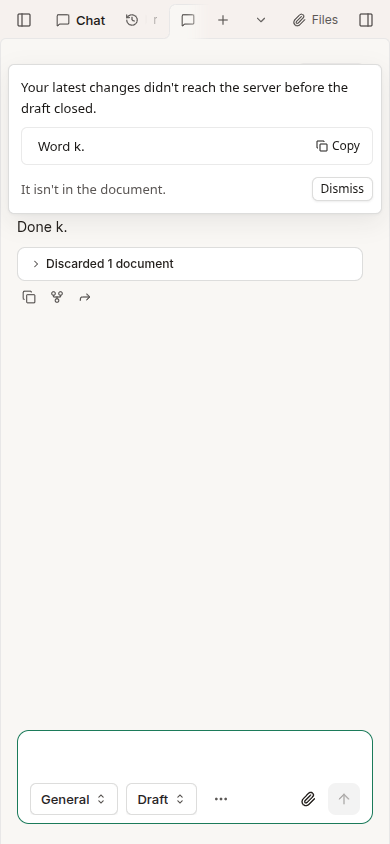 Chat
Files
Your latest changes didn't reach the server before the
draft closed.
Word k.
Copy
It isn't in the document.
Dismiss
Done k.
Discarded 1 document
General
Draft